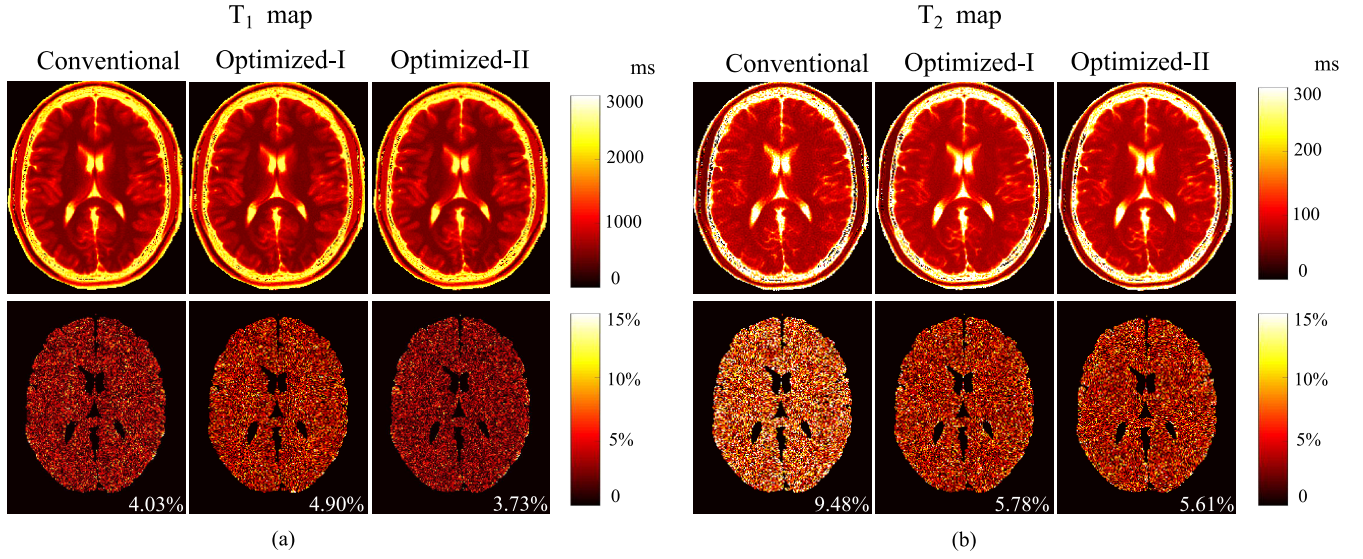 T₁ map
Conventional
Optimized-I
Optimized-II
ms
3000
2000
1000
0
15%
10%
5%
0
4.03%
4.90%
3.73%
(a)
T₂ map
Conventional
Optimized-I
Optimized-II
ms
300
200
100
0
15%
10%
5%
0
9.48%
5.78%
5.61%
(b)